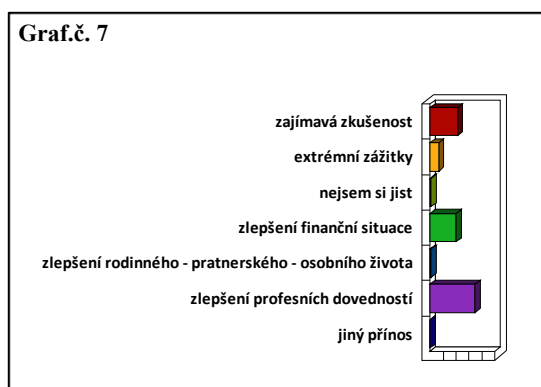 Graf.č. 7
zajímavá zkušenost
extrémní zážitky
nejsem si jist
zlepšení finanční situace
zlepšení rodinného - pratnerského - osobního života
zlepšení profesních dovedností
jiný přínos